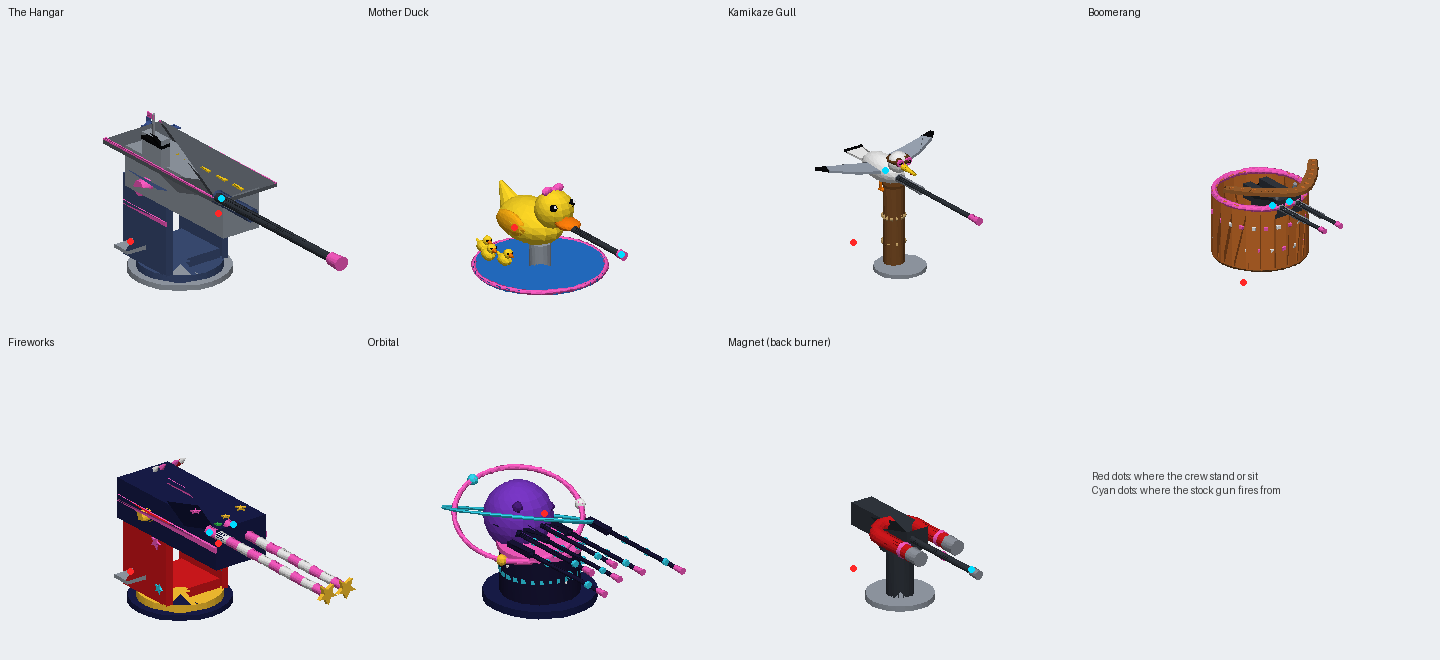 The Hangar
Mother Duck
Kamikaze Gull
Boomerang
Fireworks
Orbital
Magnet (back burner)
Red dots: where the crew stand or sit
Cyan dots: where the stock gun fires from